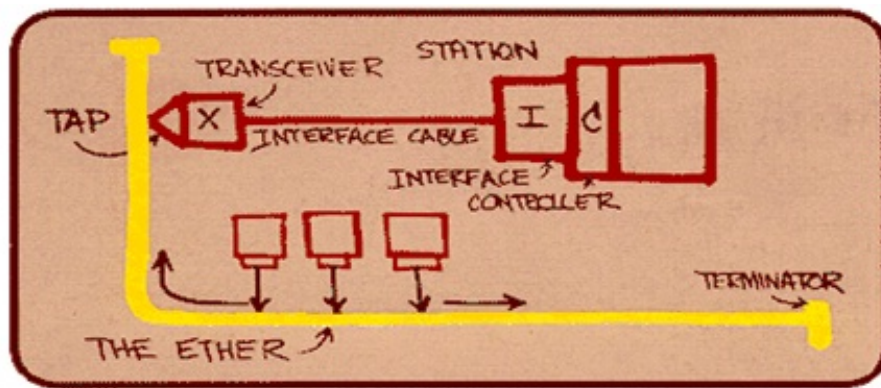 STATION
TRANSCEIVER
TAP
X
I
C
INTERFACE CABLE
INTERFACE
CONTROLLER
TERMINATOR
THE ETHER